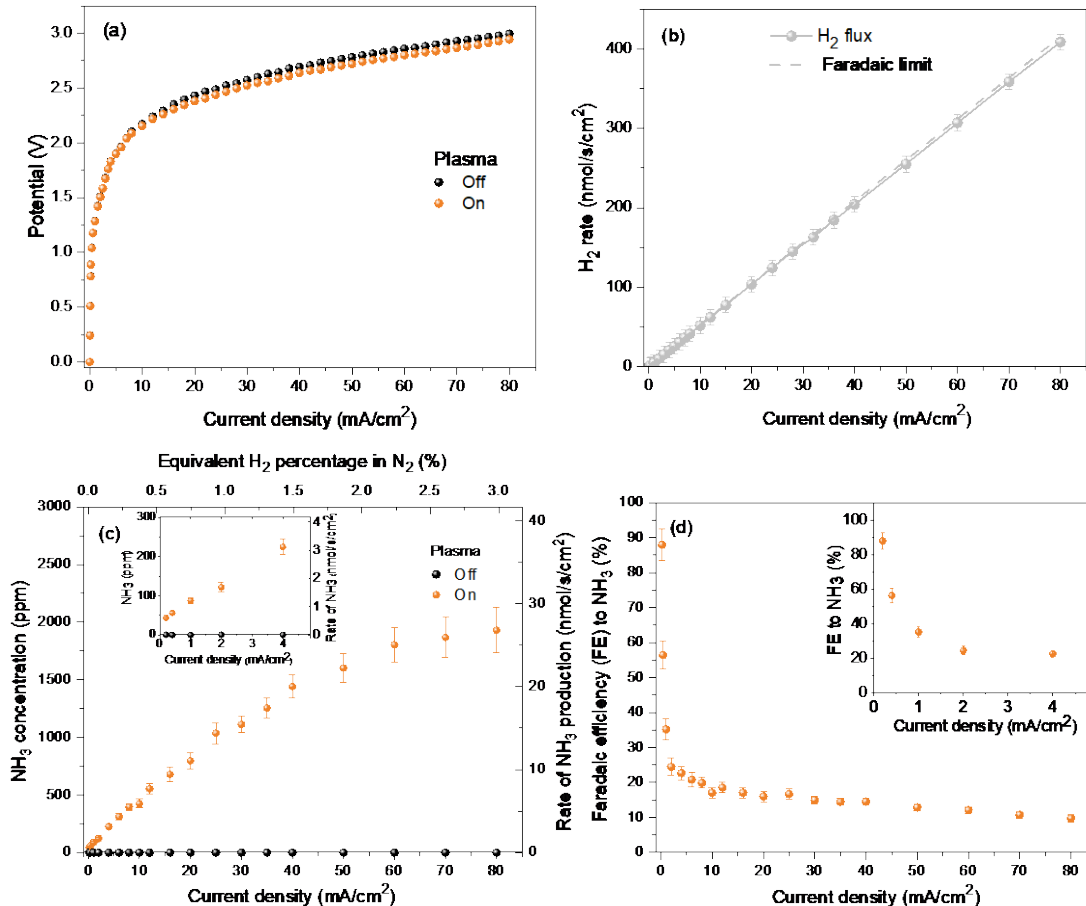 (a)
3.0
2.5
2.0
1.5
1.0
0.5
0.0
Potential (V)
Plasma
Off
On
0 10 20 30 40 50 60 70 80
Current density (mA/cm²)
(b)
H₂ flux
Faradaic limit
400
300
200
100
0
H₂ rate (nmol/s/cm²)
0 10 20 30 40 50 60 70 80
Current density (mA/cm²)
Equivalent H₂ percentage in N₂ (%)
0.0 0.5 1.0 1.5 2.0 2.5 3.0
(c)
3000
2500
2000
1500
1000
500
0
NH₃ concentration (ppm)
300
200
100
0
NH₃ (ppm)
4
3
2
1
0
Rate of NH₃ (nmol/s/cm²)
0 1 2 3 4
Current density (mA/cm²)
Plasma
Off
On
40
30
20
10
0
Rate of NH₃ production (nmol/s/cm²)
0 10 20 30 40 50 60 70 80
Current density (mA/cm²)
(d)
100
90
80
70
60
50
40
30
20
10
0
Faradaic efficiency (FE) to NH₃ (%)
100
80
60
40
20
0
FE to NH₃ (%)
0 1 2 3 4
Current density (mA/cm²)
0 10 20 30 40 50 60 70 80
Current density (mA/cm²)